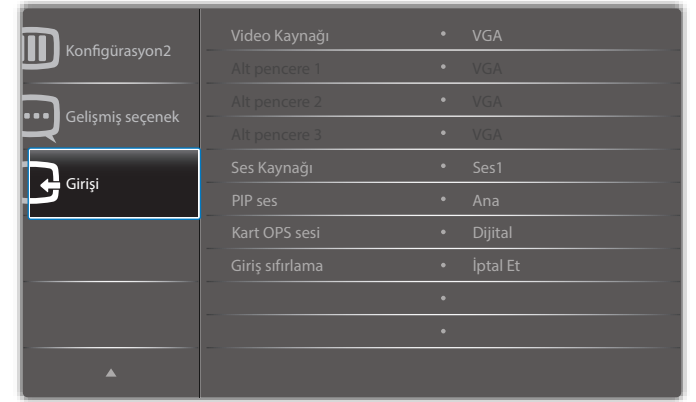 Konfigürasyon2
Gelişmiş seçenek
Girişi
Video Kaynağı • VGA
Alt pencere 1 • VGA
Alt pencere 2 • VGA
Alt pencere 3 • VGA
Ses Kaynağı • Ses1
PIP ses • Ana
Kart OPS sesi • Dijital
Giriş sıfırlama • İptal Et